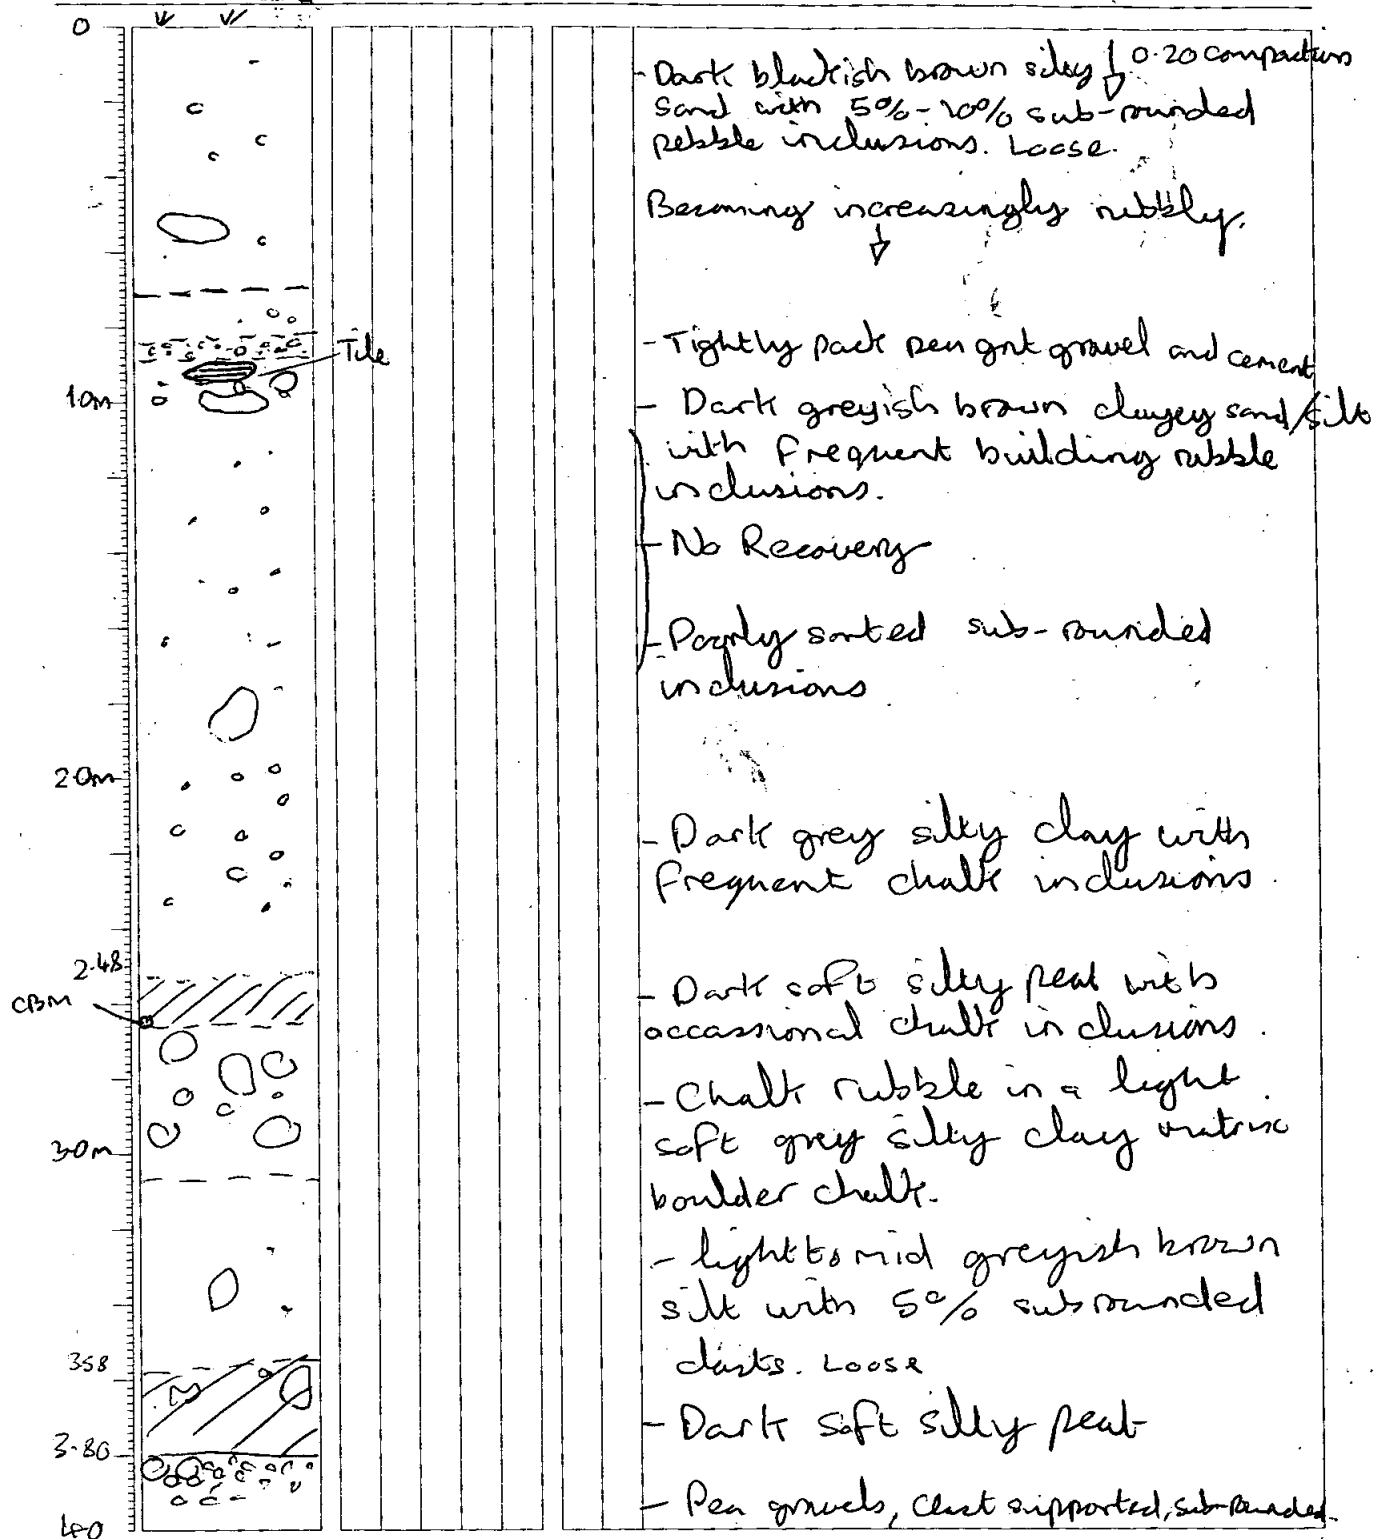 0
Dark blackish brown silty ↓ 0.20 compactions
sand with 5%-10% sub-rounded
pebble inclusions. Loose.
Becoming increasingly rubbly.
↓
Tile
- Tightly pack pea grit gravel and cement
1.0m
- Dark greyish brown clayey sand/silt
with frequent building rubble
inclusions.
- No Recovery
- Poorly sorted sub-rounded
inclusions
2.0m
- Dark grey silty clay with
frequent chalk inclusions.
2.48
CBM
- Dark soft silty peat with
accassional chalk inclusions.
- Chalk rubble in a light
soft grey silty clay matrix
boulder chalk.
3.0m
- light to mid greyish brown
silt with 5% subrounded
clasts. Loose
3.58
- Dark soft silty peat
3.80
- Pea gravels, Clast supported, sub-rounded.
4.0